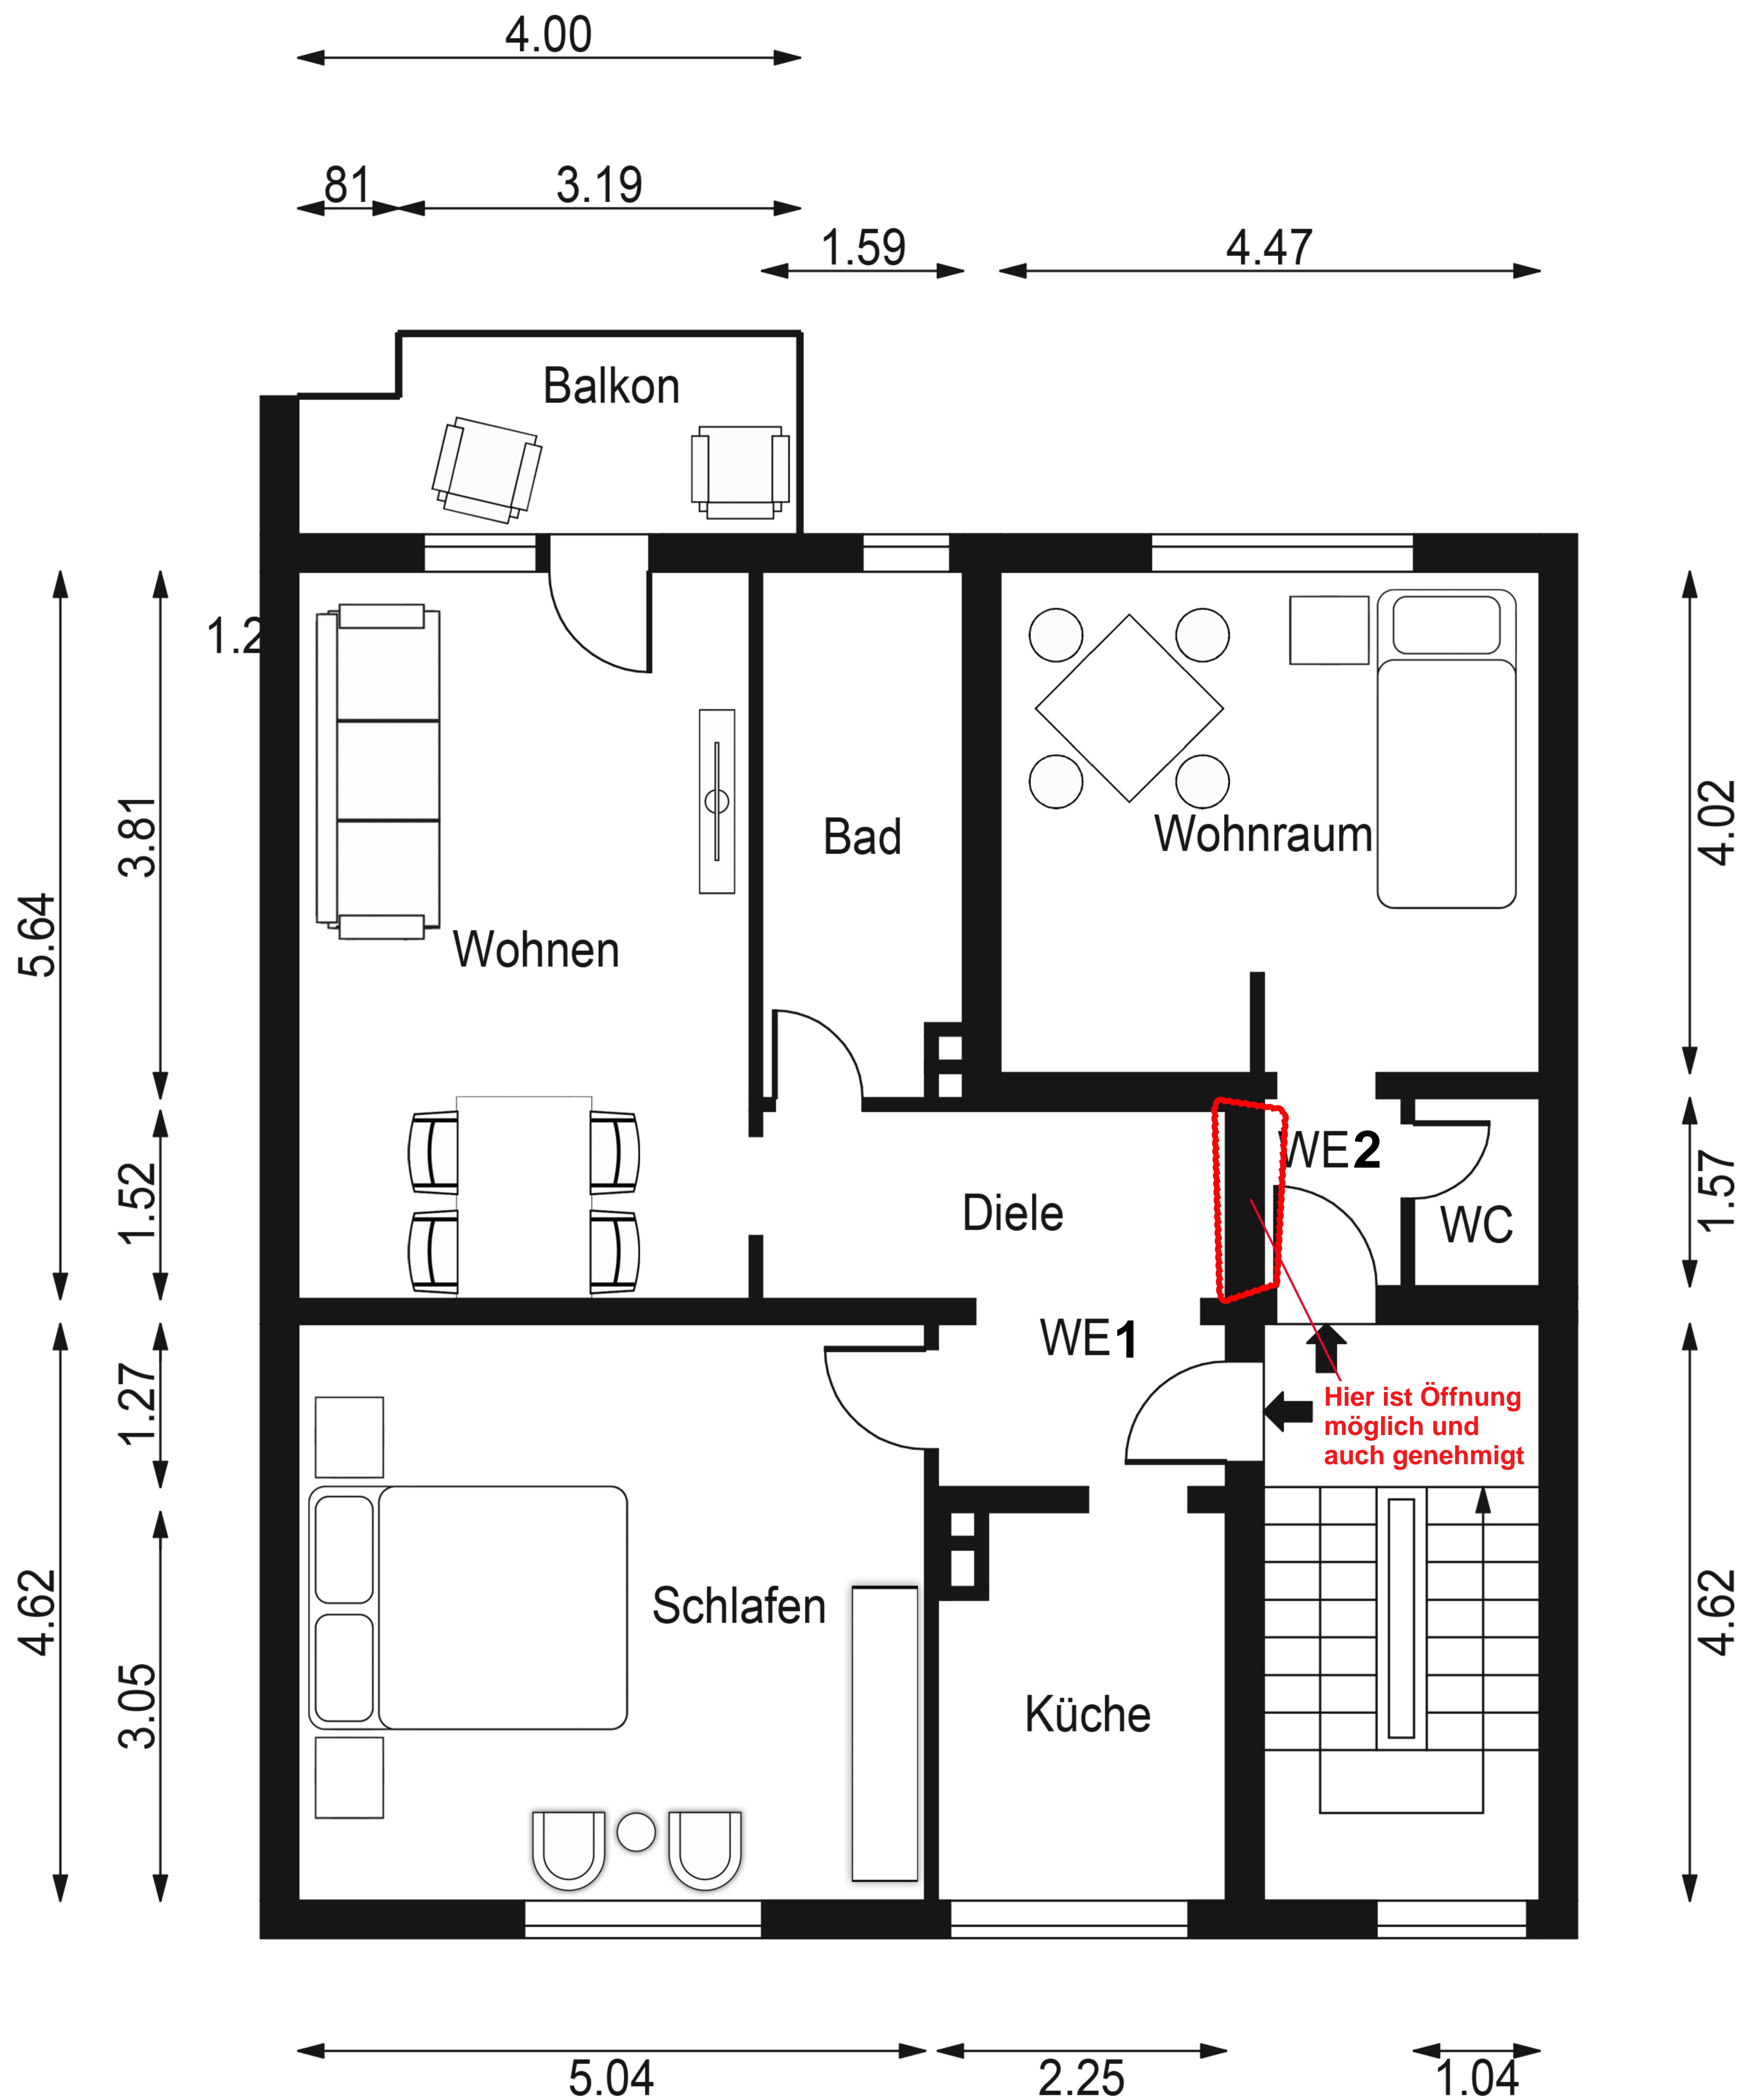 4.00
81
3.19
1.59
4.47
Balkon
1.2
3.81
5.64
4.02
Bad
Wohnraum
Wohnen
1.52
WE2
1.57
Diele
WC
WE1
1.27
Hier ist Öffnung
möglich und
auch genehmigt
4.62
Schlafen
4.62
3.05
Küche
5.04
2.25
1.04